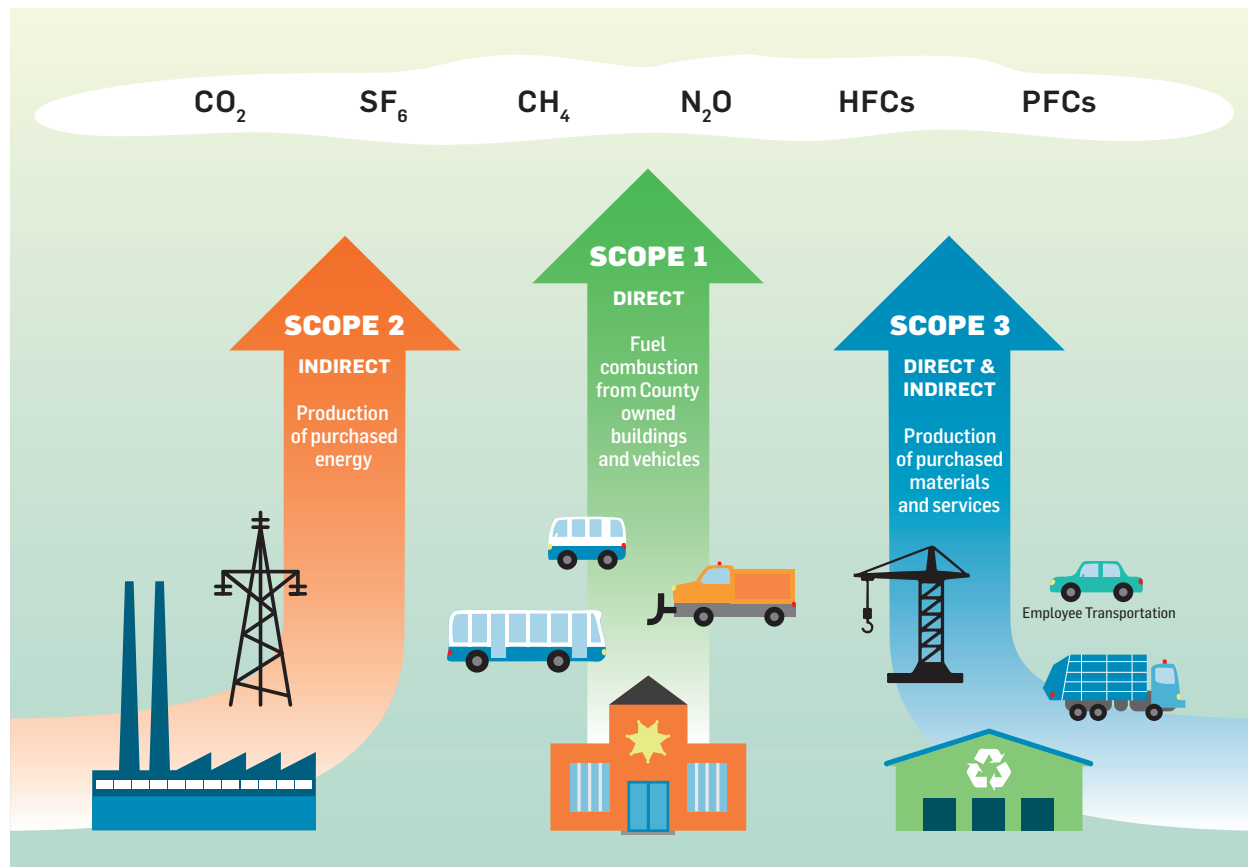 CO₂ SF₆ CH₄ N₂O HFCs PFCs
SCOPE 2
INDIRECT
Production
of purchased
energy
SCOPE 1
DIRECT
Fuel
combustion
from County
owned
buildings
and vehicles
SCOPE 3
DIRECT &
INDIRECT
Production
of purchased
materials
and services
Employee Transportation